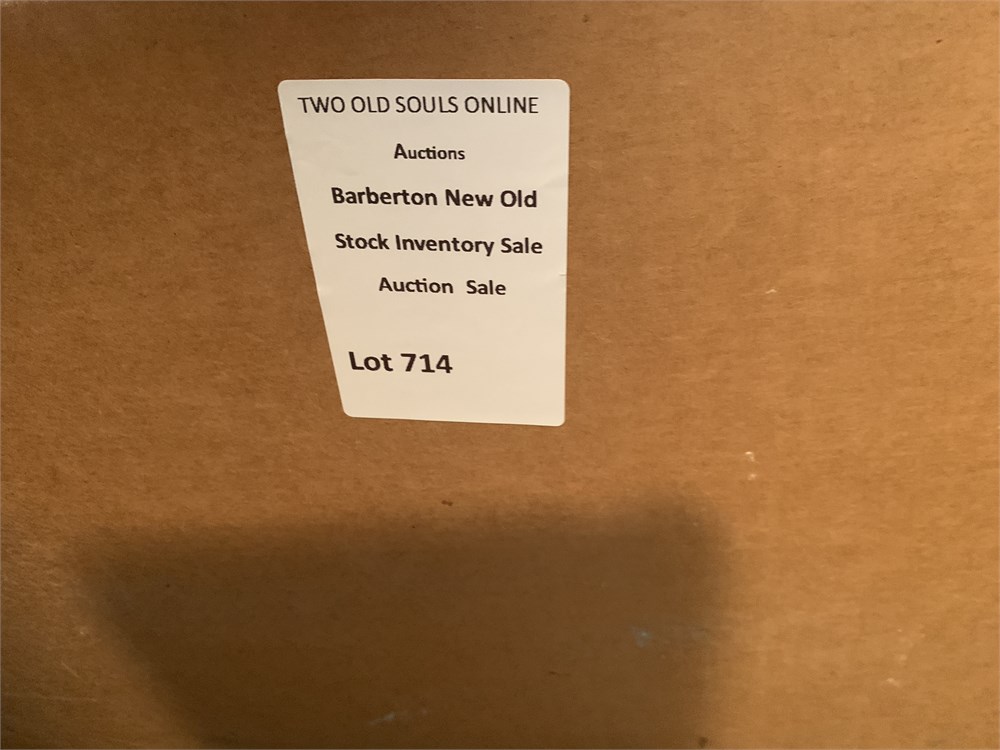 TWO OLD SOULS ONLINE
Auctions
Barberton New Old
Stock Inventory Sale
Auction Sale
Lot 714